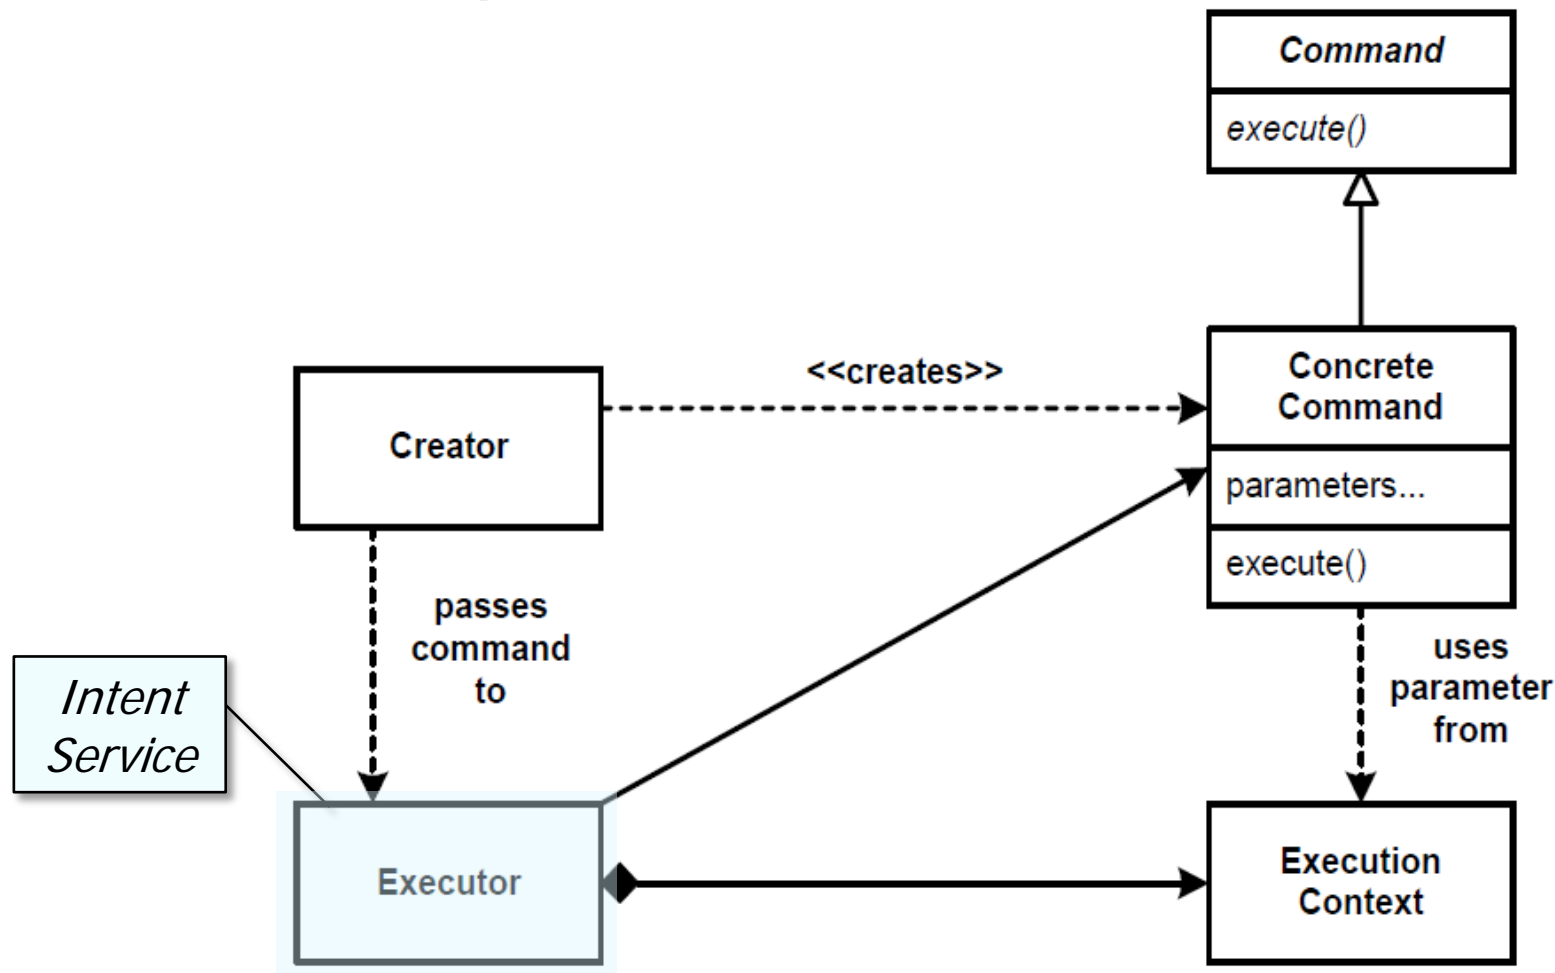 Command
execute()
<<creates>>
Concrete
Command
Creator
parameters...
execute()
passes
command
to
uses
parameter
from
Intent
Service
Executor
Execution
Context